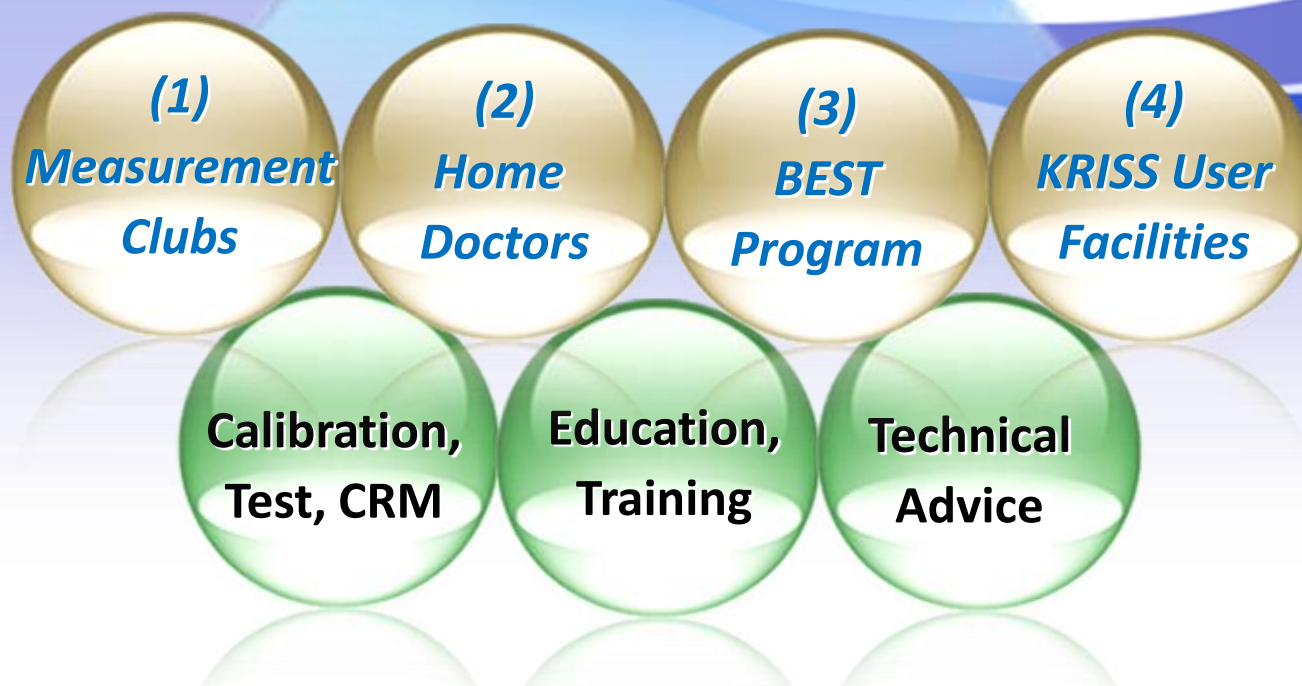 (1)
Measurement
Clubs
(2)
Home
Doctors
(3)
BEST
Program
(4)
KRISS User
Facilities
Calibration,
Test, CRM
Education,
Training
Technical
Advice